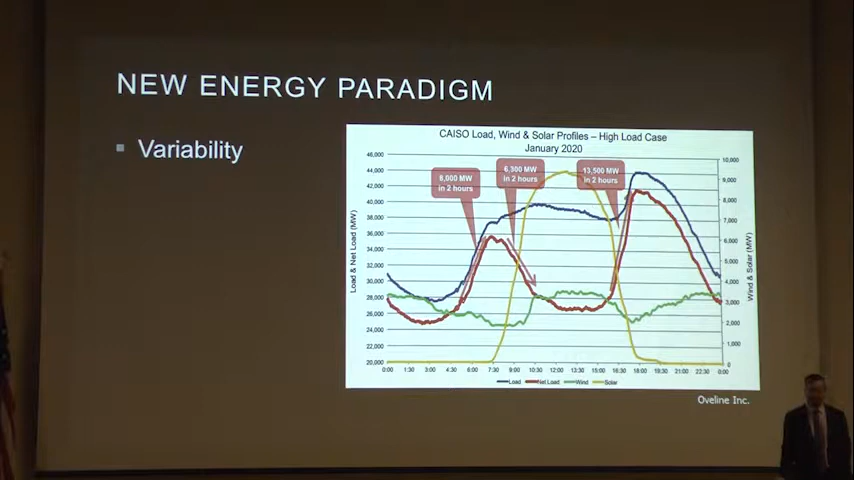 NEW ENERGY PARADIGM
▪ Variability
CAISO Load, Wind & Solar Profiles – High Load Case
January 2020
46,000
44,000
42,000
40,000
38,000
36,000
34,000
32,000
30,000
28,000
26,000
24,000
22,000
20,000
Load & Net Load (MW)
8,000 MW
in 2 hours
6,300 MW
in 2 hours
13,500 MW
in 2 hours
10,000
9,000
8,000
7,000
6,000
5,000
4,000
3,000
2,000
1,000
0
Wind & Solar (MW)
0:00 1:30 3:00 4:30 6:00 7:30 9:00 10:30 12:00 13:30 15:00 16:30 18:00 19:30 21:00 22:30 0:00
Load Net Load Wind Solar
Oveline Inc.